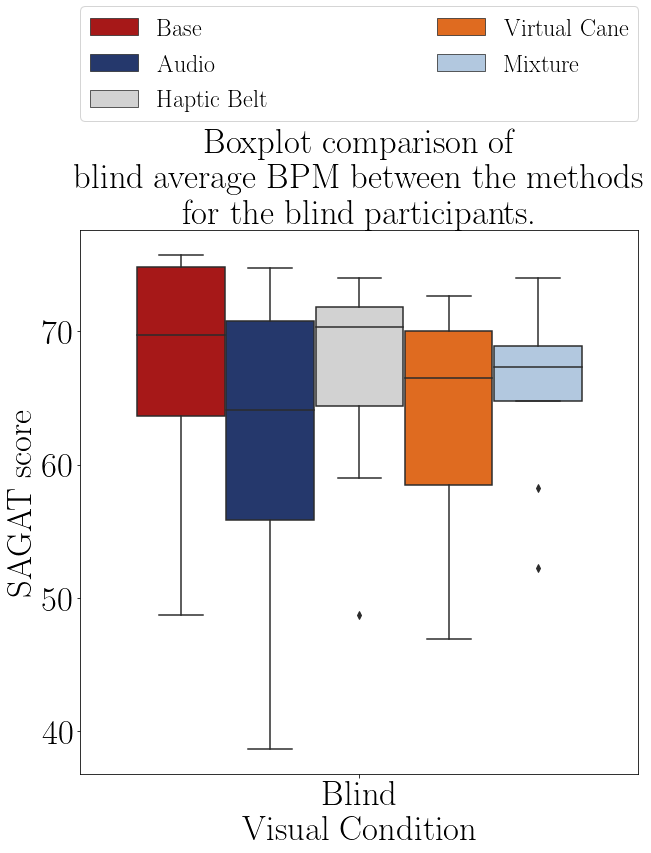 Base
Audio
Haptic Belt
Virtual Cane
Mixture
Boxplot comparison of
blind average BPM between the methods
for the blind participants.
70
60
50
40
SAGAT score
Blind
Visual Condition